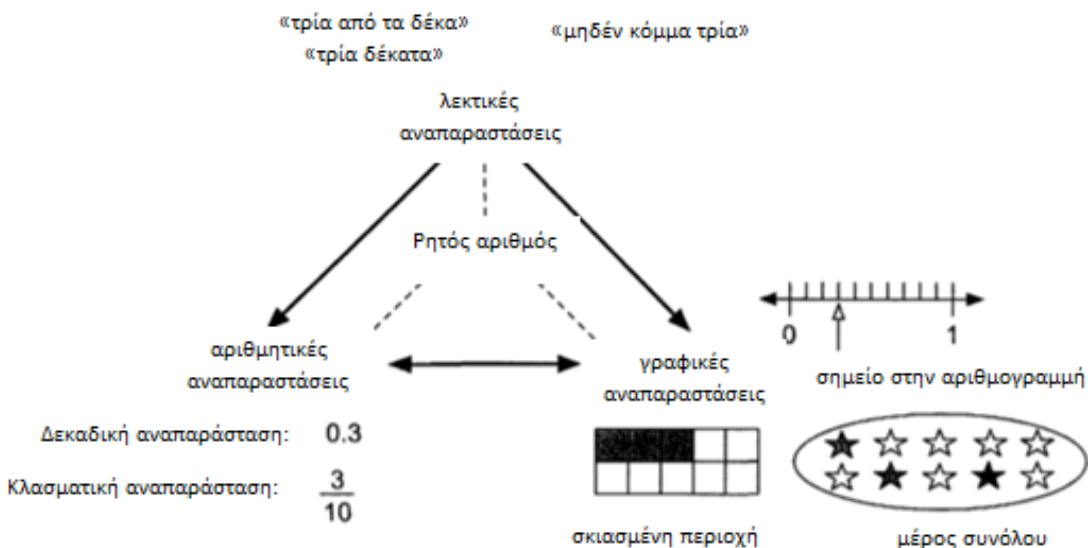 «τρία από τα δέκα»
«μηδέν κόμμα τρία»
«τρία δέκατα»
λεκτικές
αναπαραστάσεις
Ρητός αριθμός
αριθμητικές
αναπαραστάσεις
γραφικές
αναπαραστάσεις
0 1
σημείο στην αριθμογραμμή
Δεκαδική αναπαράσταση: 0.3
Κλασματική αναπαράσταση:
3
10
σκιασμένη περιοχή
μέρος συνόλου